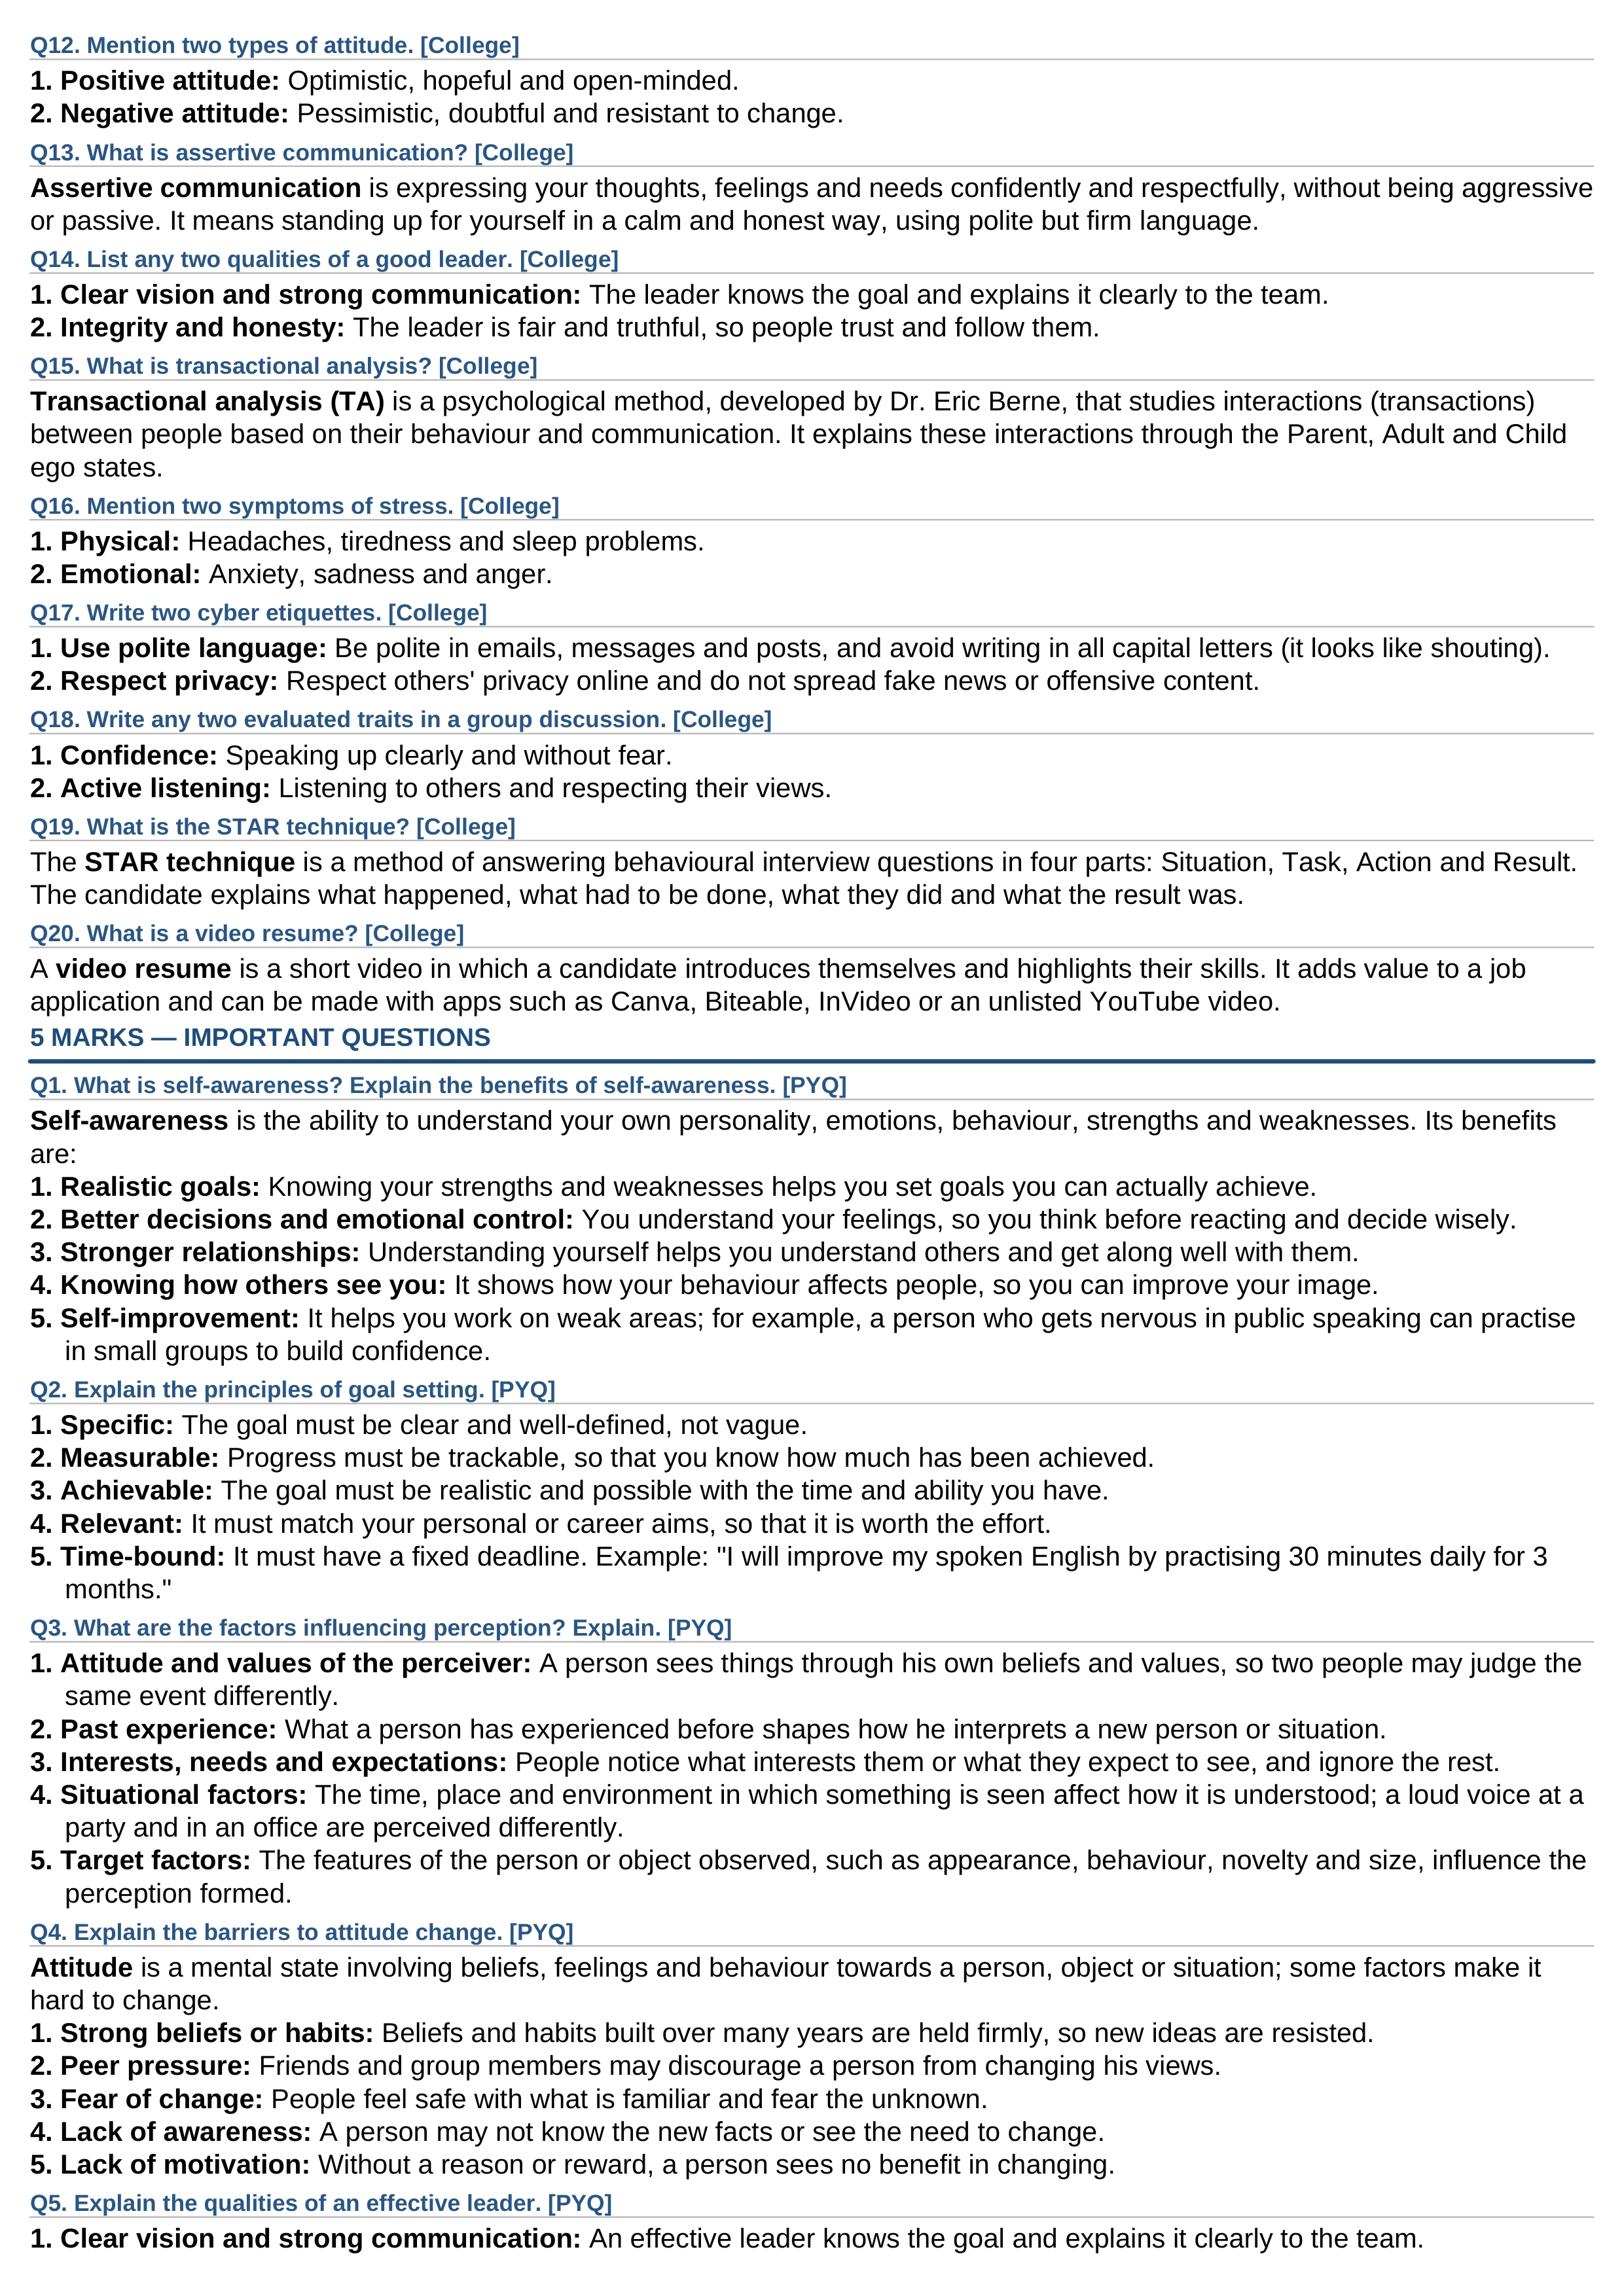 Q12. Mention two types of attitude. [College]
1. Positive attitude: Optimistic, hopeful and open-minded.
2. Negative attitude: Pessimistic, doubtful and resistant to change.
Q13. What is assertive communication? [College]
Assertive communication is expressing your thoughts, feelings and needs confidently and respectfully, without being aggressive
or passive. It means standing up for yourself in a calm and honest way, using polite but firm language.
Q14. List any two qualities of a good leader. [College]
1. Clear vision and strong communication: The leader knows the goal and explains it clearly to the team.
2. Integrity and honesty: The leader is fair and truthful, so people trust and follow them.
Q15. What is transactional analysis? [College]
Transactional analysis (TA) is a psychological method, developed by Dr. Eric Berne, that studies interactions (transactions)
between people based on their behaviour and communication. It explains these interactions through the Parent, Adult and Child
ego states.
Q16. Mention two symptoms of stress. [College]
1. Physical: Headaches, tiredness and sleep problems.
2. Emotional: Anxiety, sadness and anger.
Q17. Write two cyber etiquettes. [College]
1. Use polite language: Be polite in emails, messages and posts, and avoid writing in all capital letters (it looks like shouting).
2. Respect privacy: Respect others' privacy online and do not spread fake news or offensive content.
Q18. Write any two evaluated traits in a group discussion. [College]
1. Confidence: Speaking up clearly and without fear.
2. Active listening: Listening to others and respecting their views.
Q19. What is the STAR technique? [College]
The STAR technique is a method of answering behavioural interview questions in four parts: Situation, Task, Action and Result.
The candidate explains what happened, what had to be done, what they did and what the result was.
Q20. What is a video resume? [College]
A video resume is a short video in which a candidate introduces themselves and highlights their skills. It adds value to a job
application and can be made with apps such as Canva, Biteable, InVideo or an unlisted YouTube video.
5 MARKS — IMPORTANT QUESTIONS
Q1. What is self-awareness? Explain the benefits of self-awareness. [PYQ]
Self-awareness is the ability to understand your own personality, emotions, behaviour, strengths and weaknesses. Its benefits
are:
1. Realistic goals: Knowing your strengths and weaknesses helps you set goals you can actually achieve.
2. Better decisions and emotional control: You understand your feelings, so you think before reacting and decide wisely.
3. Stronger relationships: Understanding yourself helps you understand others and get along well with them.
4. Knowing how others see you: It shows how your behaviour affects people, so you can improve your image.
5. Self-improvement: It helps you work on weak areas; for example, a person who gets nervous in public speaking can practise
in small groups to build confidence.
Q2. Explain the principles of goal setting. [PYQ]
1. Specific: The goal must be clear and well-defined, not vague.
2. Measurable: Progress must be trackable, so that you know how much has been achieved.
3. Achievable: The goal must be realistic and possible with the time and ability you have.
4. Relevant: It must match your personal or career aims, so that it is worth the effort.
5. Time-bound: It must have a fixed deadline. Example: "I will improve my spoken English by practising 30 minutes daily for 3
months."
Q3. What are the factors influencing perception? Explain. [PYQ]
1. Attitude and values of the perceiver: A person sees things through his own beliefs and values, so two people may judge the
same event differently.
2. Past experience: What a person has experienced before shapes how he interprets a new person or situation.
3. Interests, needs and expectations: People notice what interests them or what they expect to see, and ignore the rest.
4. Situational factors: The time, place and environment in which something is seen affect how it is understood; a loud voice at a
party and in an office are perceived differently.
5. Target factors: The features of the person or object observed, such as appearance, behaviour, novelty and size, influence the
perception formed.
Q4. Explain the barriers to attitude change. [PYQ]
Attitude is a mental state involving beliefs, feelings and behaviour towards a person, object or situation; some factors make it
hard to change.
1. Strong beliefs or habits: Beliefs and habits built over many years are held firmly, so new ideas are resisted.
2. Peer pressure: Friends and group members may discourage a person from changing his views.
3. Fear of change: People feel safe with what is familiar and fear the unknown.
4. Lack of awareness: A person may not know the new facts or see the need to change.
5. Lack of motivation: Without a reason or reward, a person sees no benefit in changing.
Q5. Explain the qualities of an effective leader. [PYQ]
1. Clear vision and strong communication: An effective leader knows the goal and explains it clearly to the team.